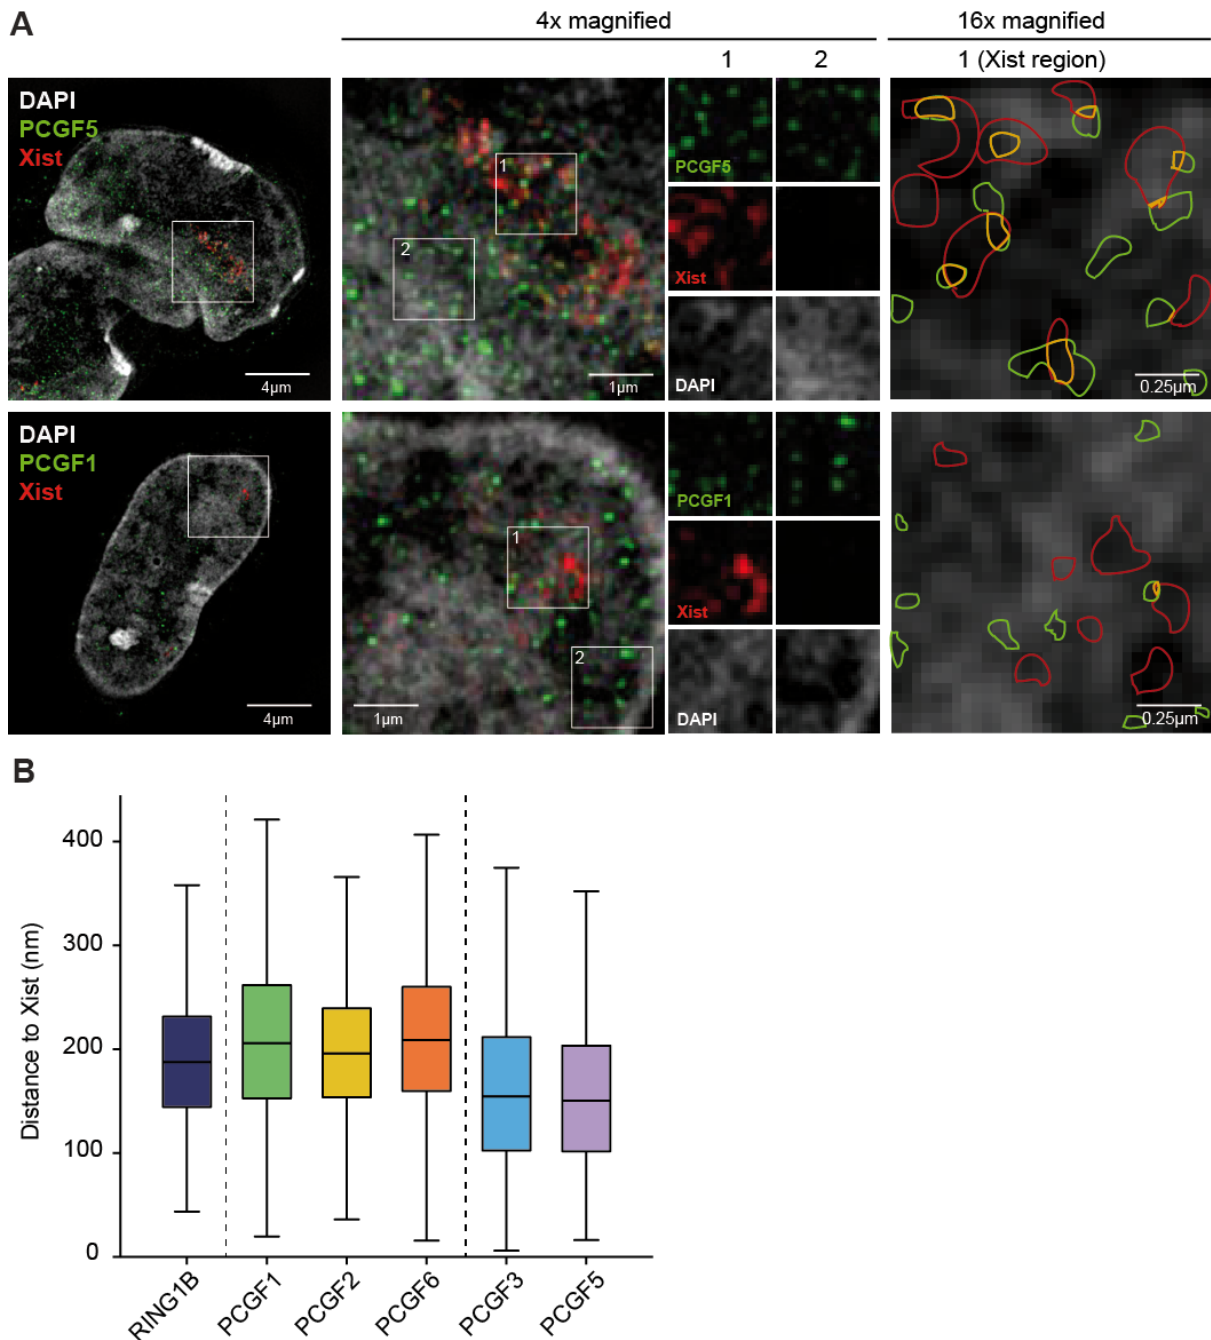 A
4x magnified
16x magnified
1
2
1 (Xist region)
DAPI
PCGF5
Xist
4µm
1
2
1µm
PCGF5
Xist
DAPI
0.25µm
DAPI
PCGF1
Xist
4µm
1
2
1µm
PCGF1
Xist
DAPI
0.25µm
B
Distance to Xist (nm)
400
300
200
100
0
RING1B
PCGF1
PCGF2
PCGF6
PCGF3
PCGF5